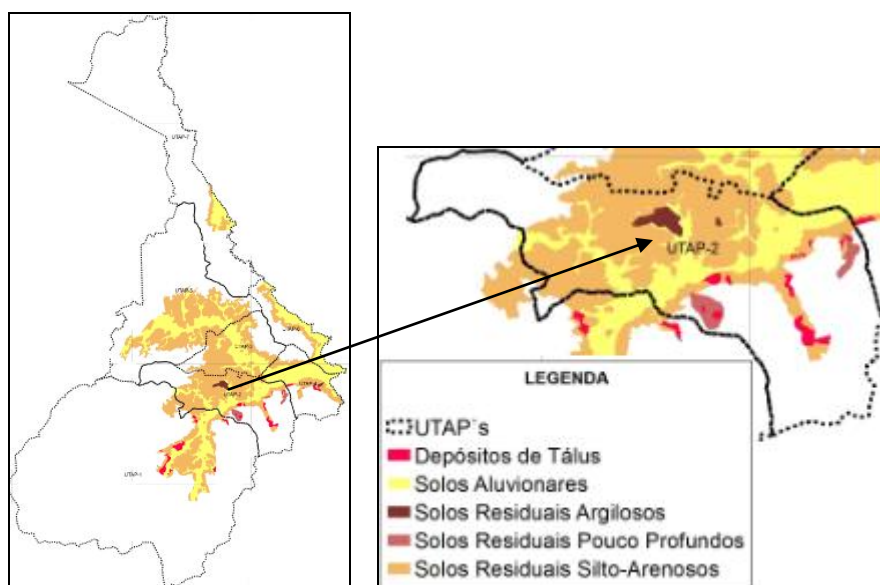 UTAP-2
LEGENDA
UTAP`s
Depósitos de Tálus
Solos Aluvionares
Solos Residuais Argilosos
Solos Residuais Pouco Profundos
Solos Residuais Silto-Arenosos